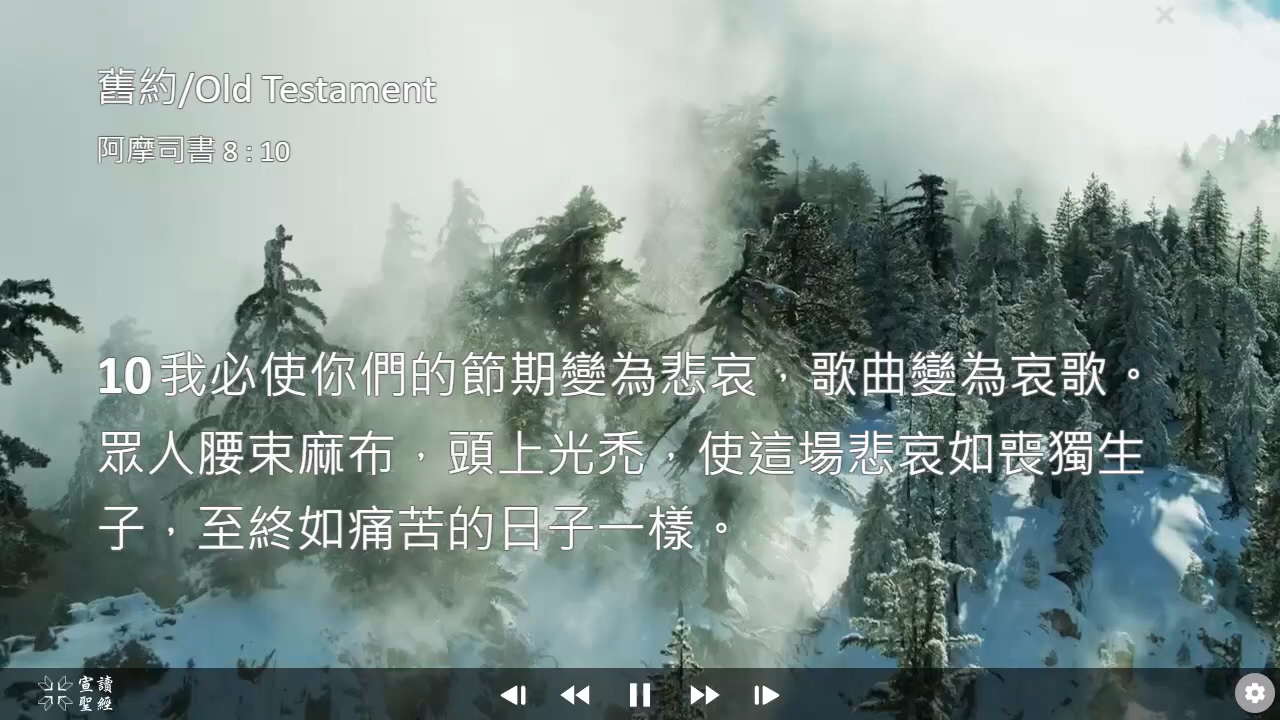 舊約/Old Testament
阿摩司書 8 : 10
10 我必使你們的節期變為悲哀，歌曲變為哀歌。
眾人腰束麻布，頭上光禿，使這場悲哀如喪獨生
子，至終如痛苦的日子一樣。
宣讀
聖經